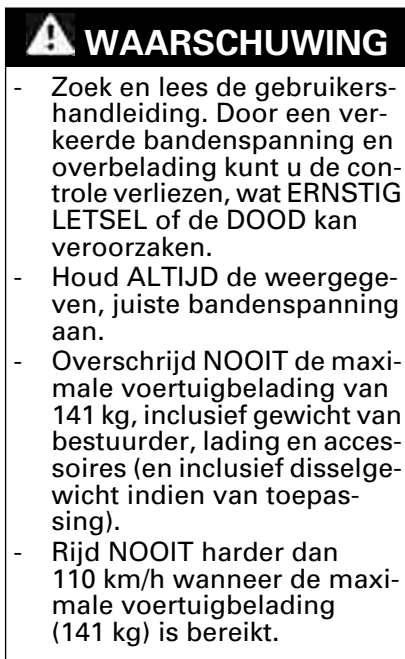 WAARSCHUWING
- Zoek en lees de gebruikers-
handleiding. Door een ver-
keerde bandenspanning en
overbelading kunt u de con-
trole verliezen, wat ERNSTIG
LETSEL of de DOOD kan
veroorzaken.
- Houd ALTIJD de weergege-
ven, juiste bandenspanning
aan.
- Overschrijd NOOIT de maxi-
male voertuigbelading van
141 kg, inclusief gewicht van
bestuurder, lading en acces-
soires (en inclusief disselge-
wicht indien van toepas-
sing).
- Rijd NOOIT harder dan
110 km/h wanneer de maxi-
male voertuigbelading
(141 kg) is bereikt.